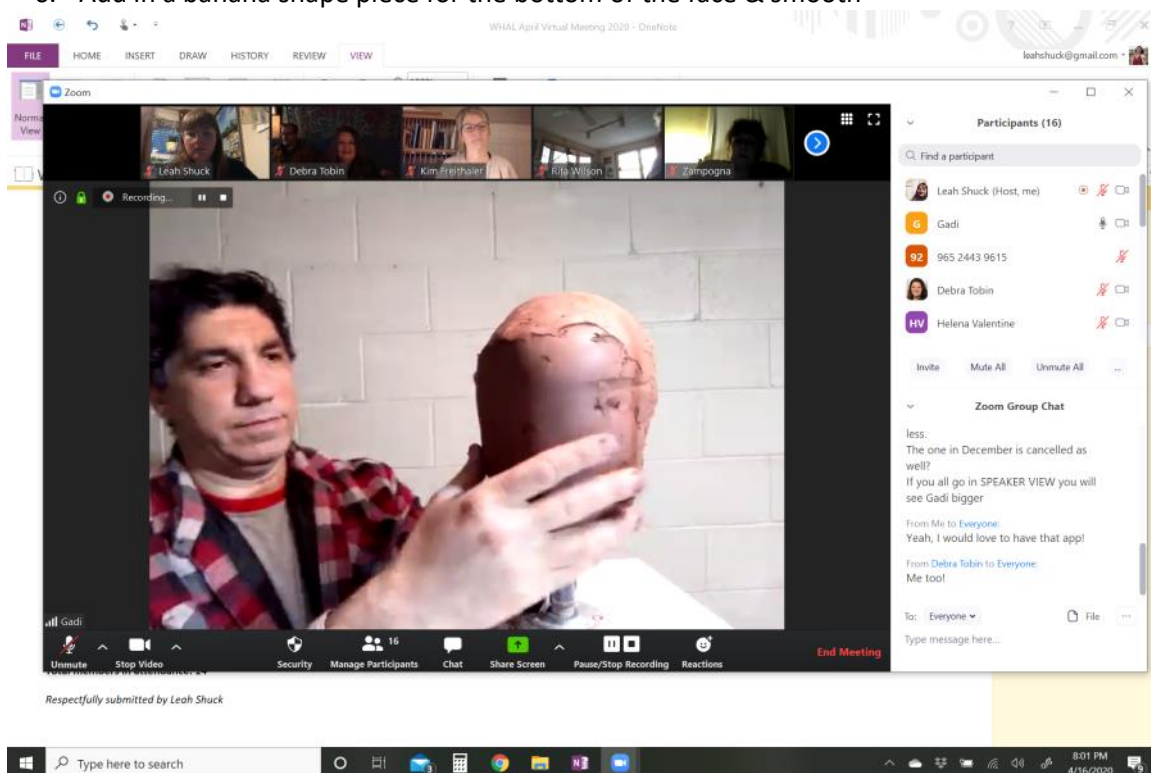 Add in a banana shape piece for the bottom of the face & smooth
WHAL April Virtual Meeting 2020 - OneNote
FILE HOME INSERT DRAW HISTORY REVIEW VIEW
leahshuck@gmail.com
Normal
View
Zoom
Leah Shuck
Debra Tobin
Kim Freithaler
Rita Wilson
Zampogna
Recording...
Gadi
Unmute
Stop Video
Security
16
Manage Participants
Chat
Share Screen
Pause/Stop Recording
Reactions
End Meeting
Participants (16)
Find a participant
Leah Shuck (Host, me)
G Gadi
92 965 2443 9615
Debra Tobin
HV Helena Valentine
Invite Mute All Unmute All ...
Zoom Group Chat
less.
The one in December is cancelled as
well?
If you all go in SPEAKER VIEW you will
see Gadi bigger
From Me to Everyone:
Yeah, I would love to have that app!
From Debra Tobin to Everyone:
Me too!
To: Everyone File ...
Type message here...
Respectfully submitted by Leah Shuck
Type here to search
8:01 PM
4/16/2020